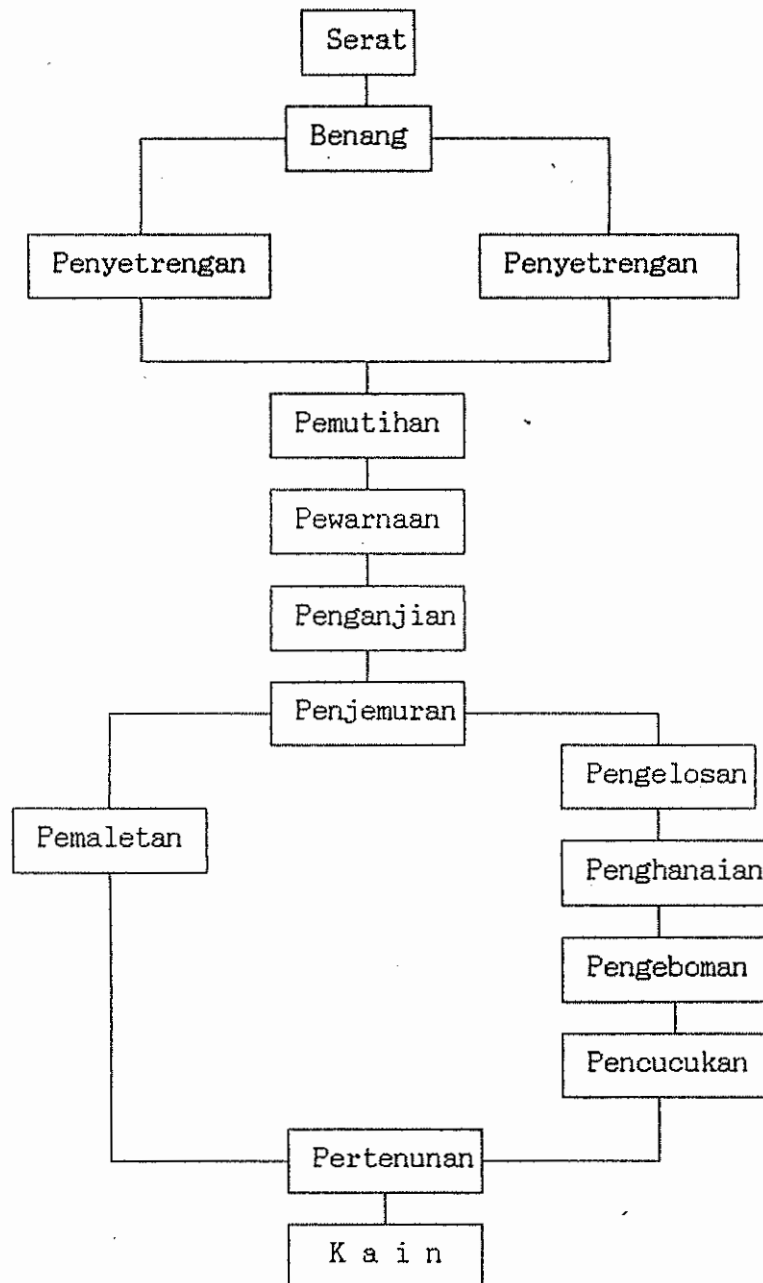 Serat
Benang
Penyetrengan
Penyetrengan
Pemutihan
Pewarnaan
Penganjian
Penjemuran
Pengelosan
Pemaletan
Penghanaian
Pengeboman
Pencucukan
Pertenunan
K a i n